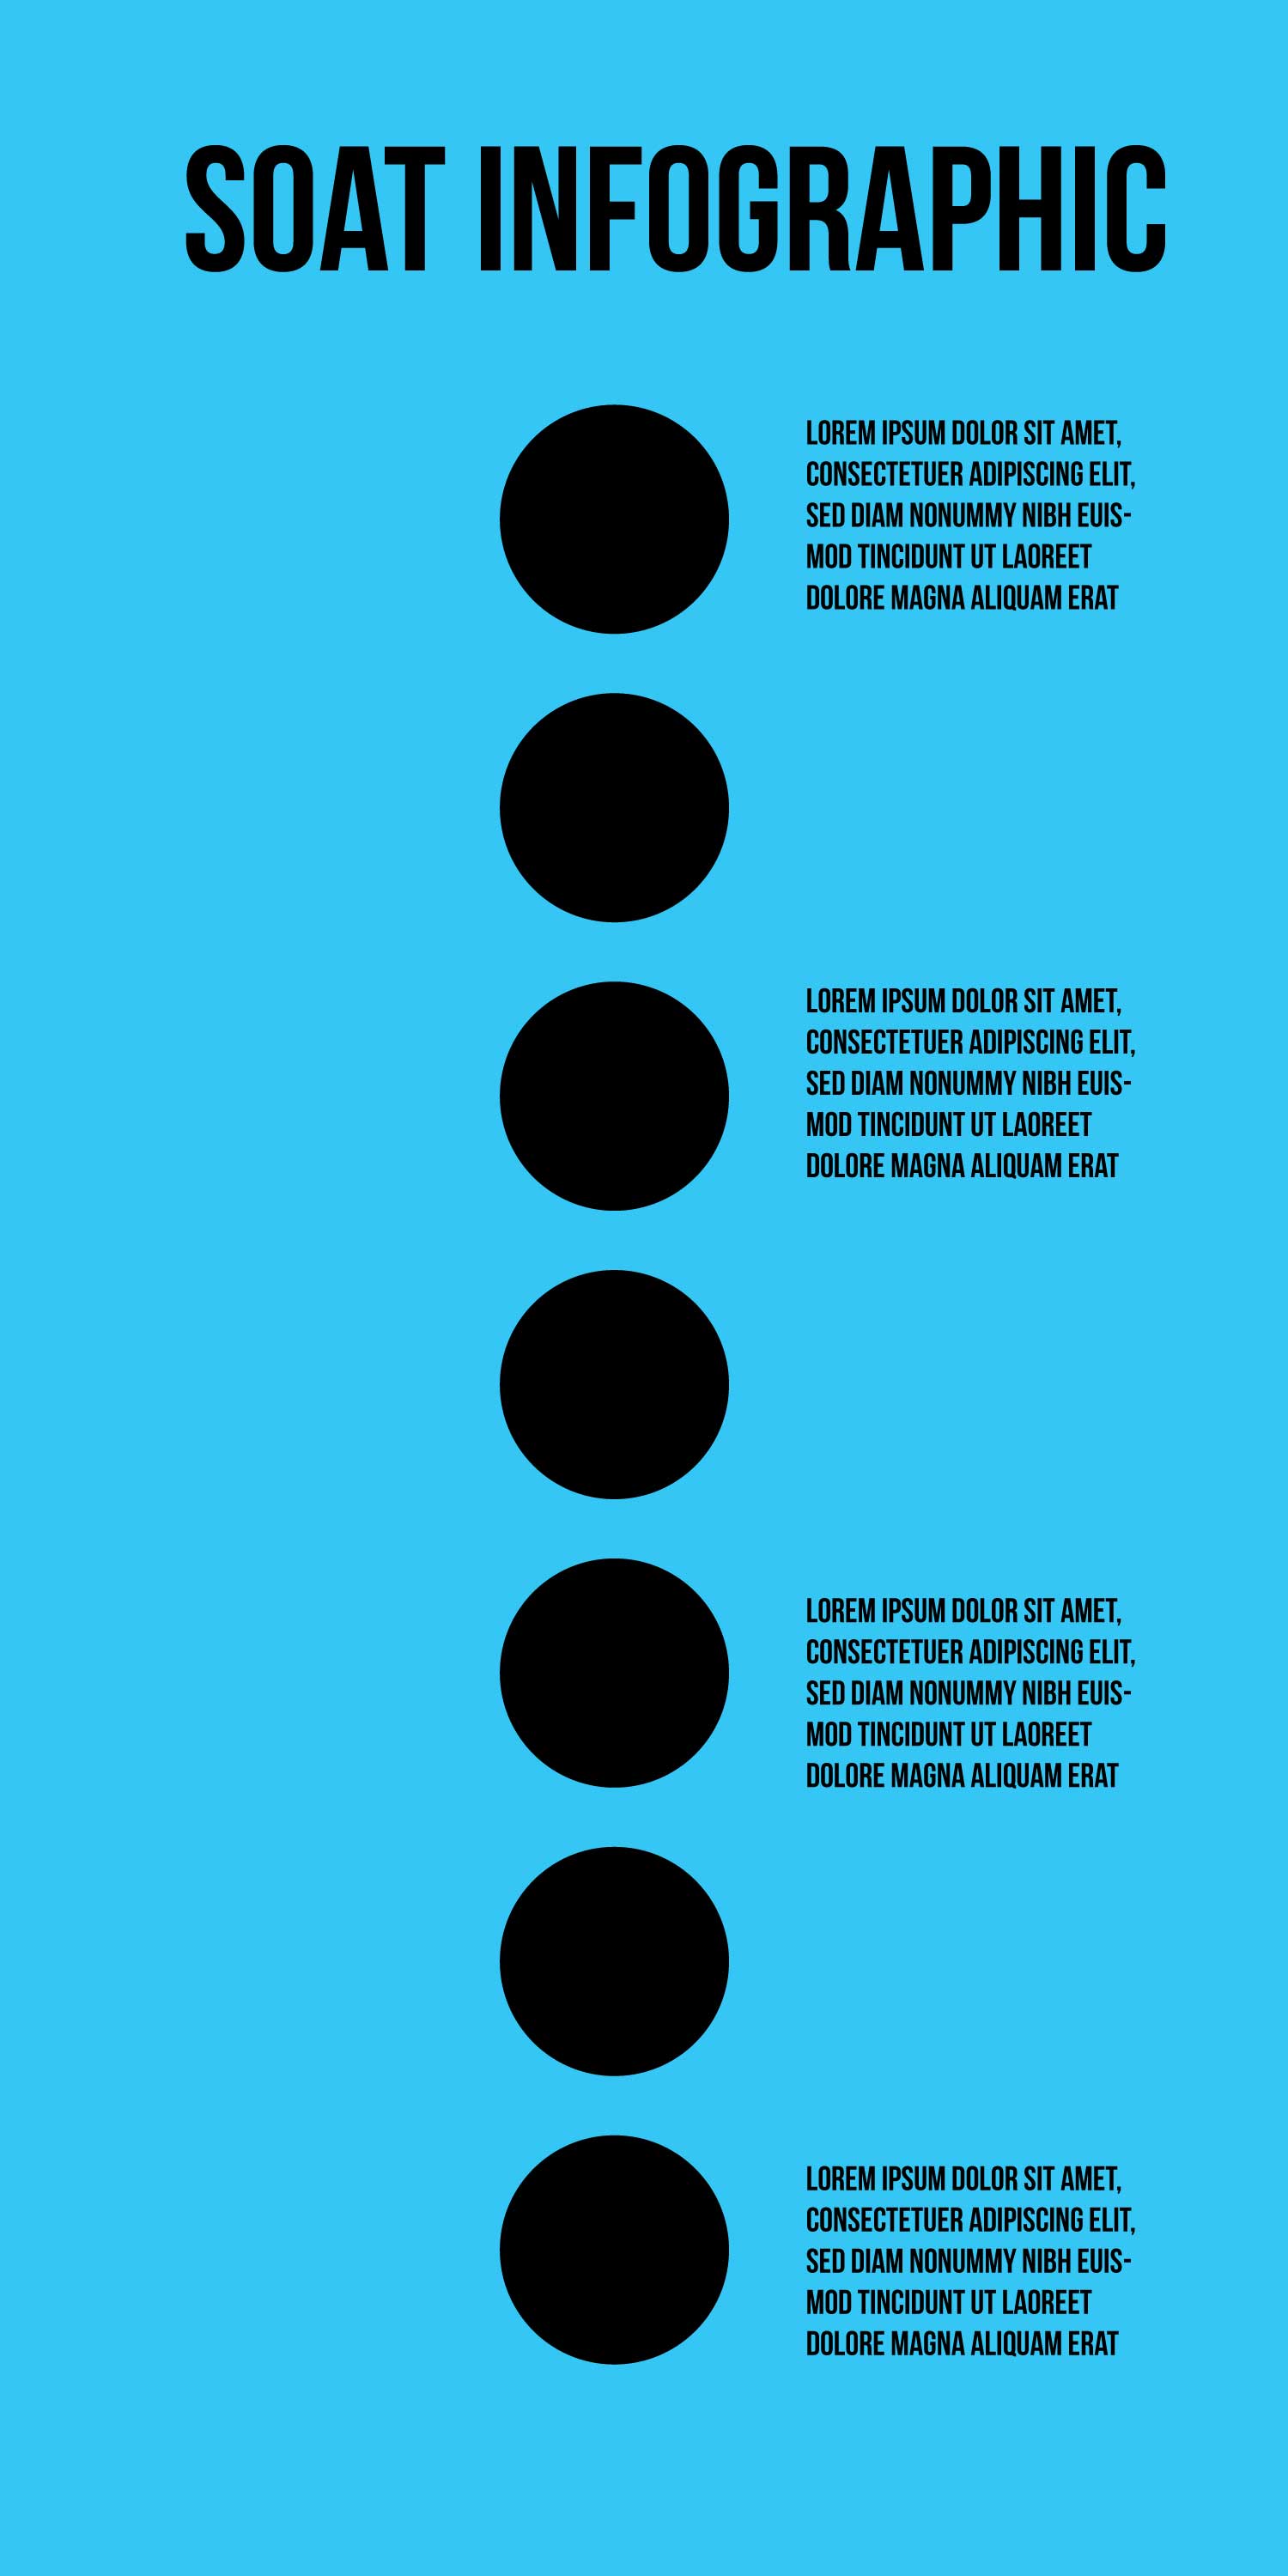 SOAT INFOGRAPHIC
LOREM IPSUM DOLOR SIT AMET,
CONSECTETUER ADIPISCING ELIT,
SED DIAM NONUMMY NIBH EUIS-
MOD TINCIDUNT UT LAOREET
DOLORE MAGNA ALIQUAM ERAT
LOREM IPSUM DOLOR SIT AMET,
CONSECTETUER ADIPISCING ELIT,
SED DIAM NONUMMY NIBH EUIS-
MOD TINCIDUNT UT LAOREET
DOLORE MAGNA ALIQUAM ERAT
LOREM IPSUM DOLOR SIT AMET,
CONSECTETUER ADIPISCING ELIT,
SED DIAM NONUMMY NIBH EUIS-
MOD TINCIDUNT UT LAOREET
DOLORE MAGNA ALIQUAM ERAT
LOREM IPSUM DOLOR SIT AMET,
CONSECTETUER ADIPISCING ELIT,
SED DIAM NONUMMY NIBH EUIS-
MOD TINCIDUNT UT LAOREET
DOLORE MAGNA ALIQUAM ERAT